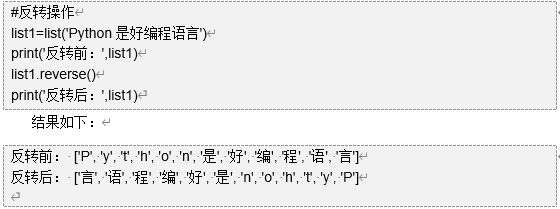 #反转操作
list1=list('Python 是好编程语言')
print('反转前：',list1)
list1.reverse()
print('反转后：',list1)
结果如下：
反转前： ['P', 'y', 't', 'h', 'o', 'n', '是', '好', '编', '程', '语', '言']
反转后： ['言', '语', '程', '编', '好', '是', 'n', 'o', 'h', 't', 'y', 'P']